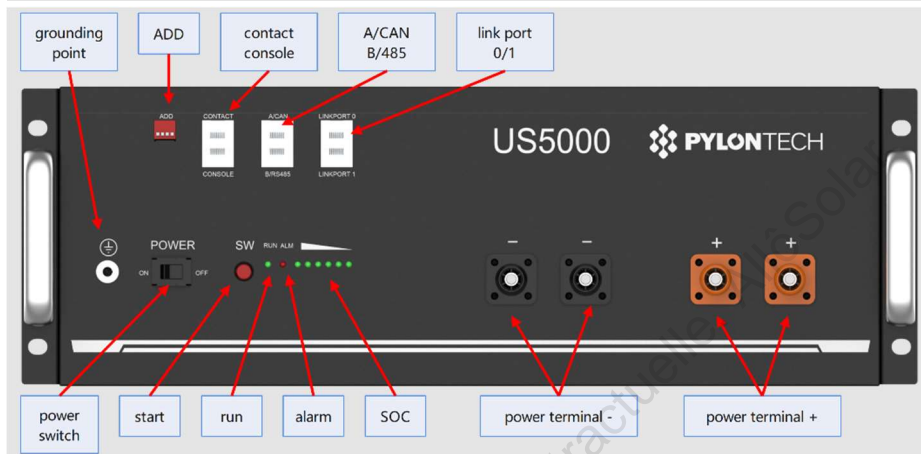 grounding
point
ADD
contact
console
A/CAN
B/485
link port
0/1
ADD
CONTACT
A/CAN
LINKPORT 0
CONSOLE
B/RS485
LINKPORT 1
US5000
PYLONTECH
POWER
ON
OFF
SW
RUN
ALM
−
−
+
+
power
switch
start
run
alarm
SOC
power terminal -
power terminal +